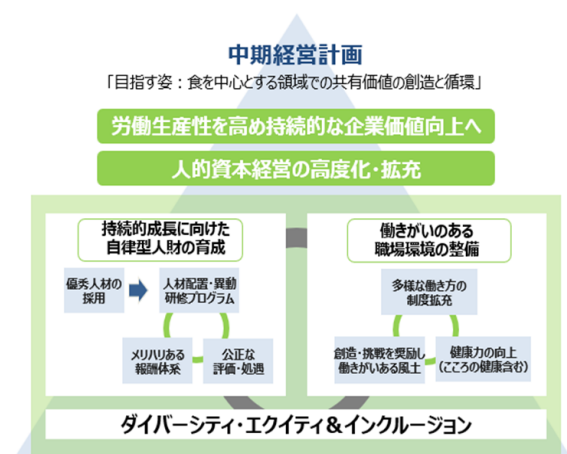 中期経営計画
「目指す姿：食を中心とする領域での共有価値の創造と循環」
労働生産性を高め持続的な企業価値向上へ
人的資本経営の高度化・拡充
持続的成長に向けた
自律型人財の育成
優秀人材の
採用
人材配置・異動
研修プログラム
メリハリある
報酬体系
公正な
評価・処遇
働きがいのある
職場環境の整備
多様な働き方の
制度拡充
創造・挑戦を奨励し
働きがいある風土
健康力の向上
(こころの健康含む)
ダイバーシティ・エクイティ＆インクルージョン